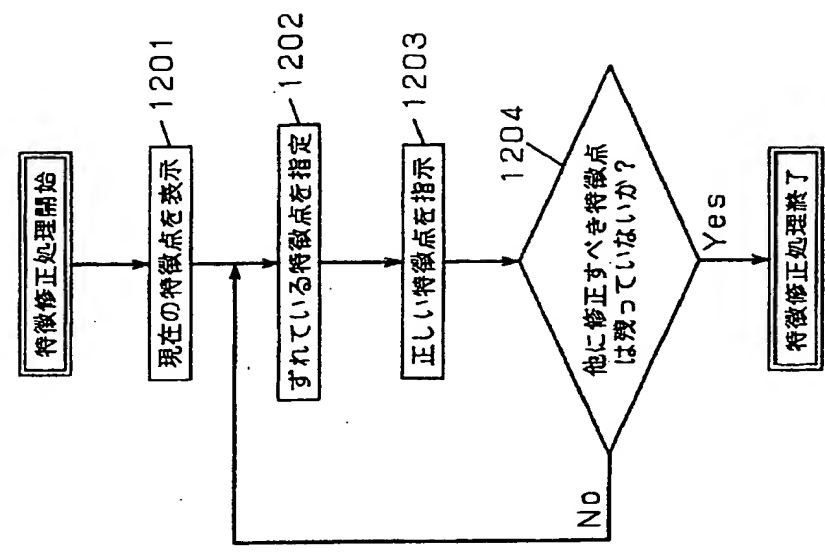 特徴修正処理開始
現在の特徴点を表示
1201
ずれている特徴点を指定
1202
正しい特徴点を指示
1203
他に修正すべき特徴点
は残っていないか?
1204
No
Yes
特徴修正処理終了